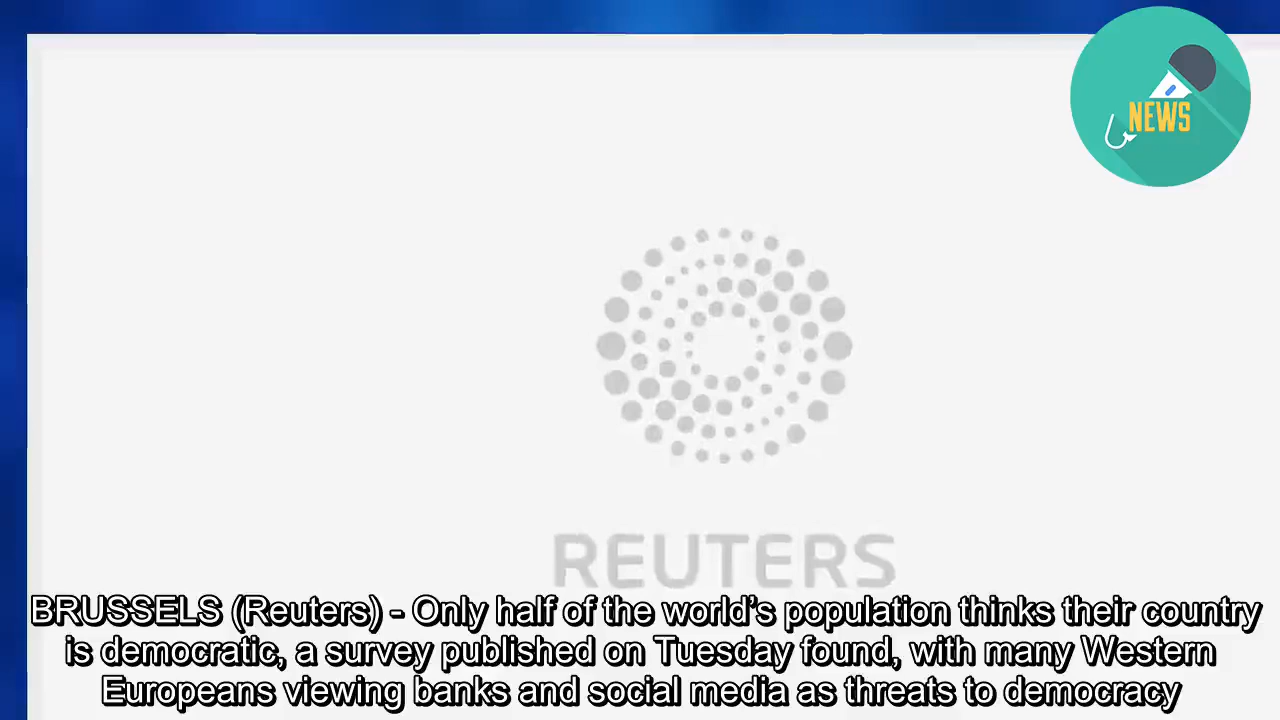 NEWS
REUTERS
BRUSSELS (Reuters) - Only half of the world’s population thinks their country
is democratic, a survey published on Tuesday found, with many Western
Europeans viewing banks and social media as threats to democracy